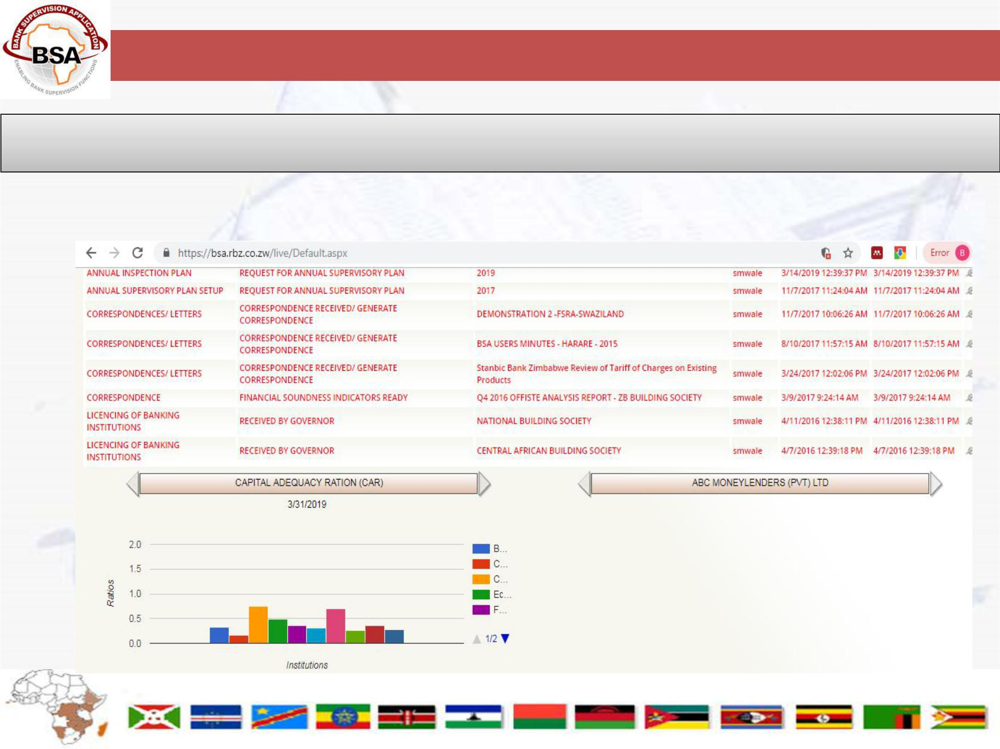 BANK SUPERVISION APPLICATION
BSA
ENABLING BANK SUPERVISION FUNCTIONS
https://bsa.rbz.co.zw/live/Default.aspx
Error B
ANNUAL INSPECTION PLAN REQUEST FOR ANNUAL SUPERVISORY PLAN 2019 smwale 3/14/2019 12:39:37 PM 3/14/2019 12:39:37 PM
ANNUAL SUPERVISORY PLAN SETUP REQUEST FOR ANNUAL SUPERVISORY PLAN 2017 smwale 11/7/2017 11:24:04 AM 11/7/2017 11:24:04 AM
CORRESPONDENCES/ LETTERS CORRESPONDENCE RECEIVED/ GENERATE
CORRESPONDENCE DEMONSTRATION 2 -FSRA-SWAZILAND smwale 11/7/2017 10:06:26 AM 11/7/2017 10:06:26 AM
CORRESPONDENCES/ LETTERS CORRESPONDENCE RECEIVED/ GENERATE
CORRESPONDENCE BSA USERS MINUTES - HARARE - 2015 smwale 8/10/2017 11:57:15 AM 8/10/2017 11:57:15 AM
CORRESPONDENCES/ LETTERS CORRESPONDENCE RECEIVED/ GENERATE
CORRESPONDENCE Stanbic Bank Zimbabwe Review of Tariff of Charges on Existing
Products smwale 3/24/2017 12:02:06 PM 3/24/2017 12:02:06 PM
CORRESPONDENCE FINANCIAL SOUNDNESS INDICATORS READY Q4 2016 OFFISTE ANALYSIS REPORT - ZB BUILDING SOCIETY smwale 3/9/2017 9:24:14 AM 3/9/2017 9:24:14 AM
LICENCING OF BANKING
INSTITUTIONS RECEIVED BY GOVERNOR NATIONAL BUILDING SOCIETY smwale 4/11/2016 12:38:11 PM 4/11/2016 12:38:11 PM
LICENCING OF BANKING
INSTITUTIONS RECEIVED BY GOVERNOR CENTRAL AFRICAN BUILDING SOCIETY smwale 4/7/2016 12:39:18 PM 4/7/2016 12:39:18 PM
CAPITAL ADEQUACY RATION (CAR)
ABC MONEYLENDERS (PVT) LTD
3/31/2019
2.0
1.5
1.0
0.5
0.0
Ratios
Institutions
B...
C...
C...
Ec...
F...
1/2